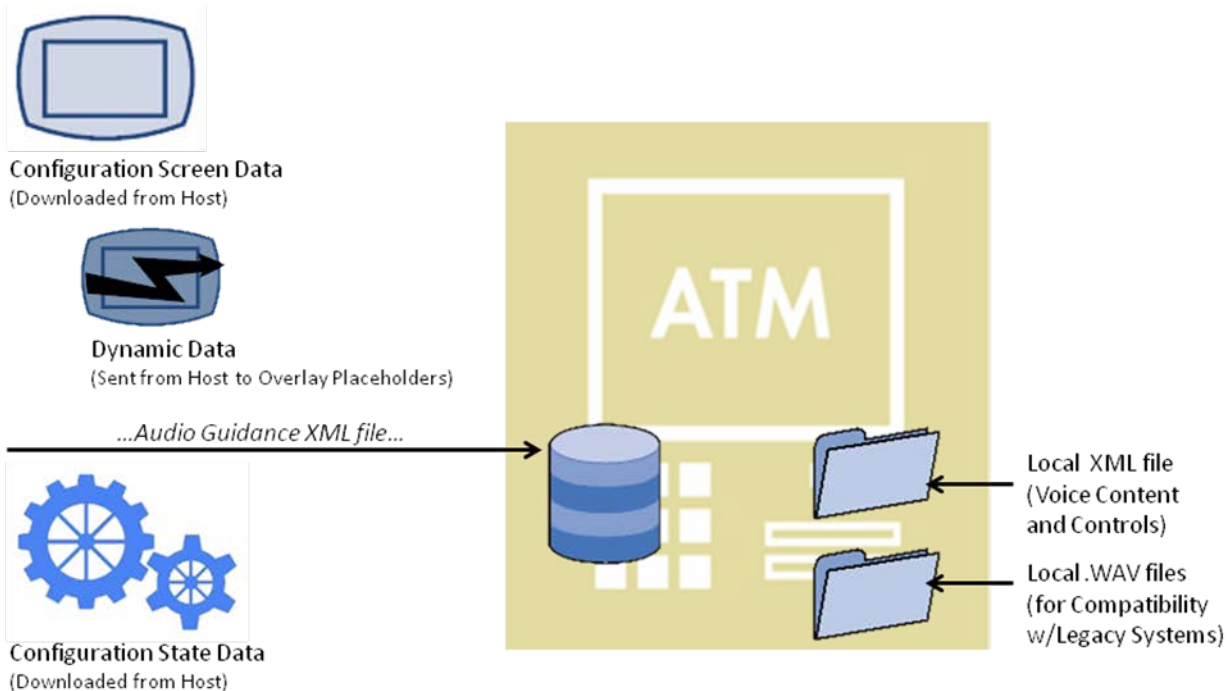 Configuration Screen Data
(Downloaded from Host)
Dynamic Data
(Sent from Host to Overlay Placeholders)
...Audio Guidance XML file...
Configuration State Data
(Downloaded from Host)
ATM
Local XML file
(Voice Content
and Controls)
Local .WAV files
(for Compatibility
w/Legacy Systems)